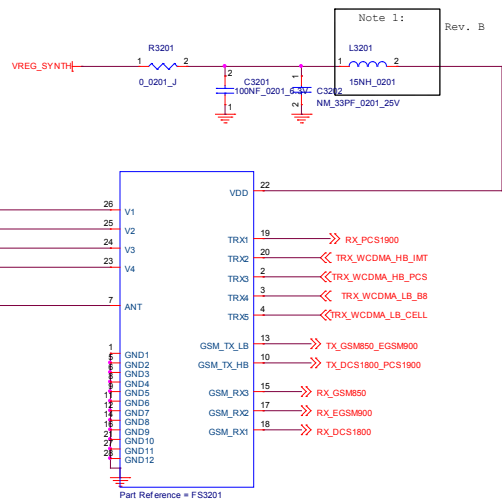 Note 1:
Rev. B
R3201
L3201
VREG_SYNTH
1 2
2
1
1 2
0_0201_J
C3201
100NF_0201_6.3V
C3202
15NH_0201
1
2
NM_33PF_0201_25V
VDD 22
26 V1
25 V2
24 V3
23 V4
7 ANT
TRX1 19 RX_PCS1900
TRX2 20 TRX_WCDMA_HB_IMT
TRX3 2 TRX_WCDMA_HB_PCS
TRX4 3 TRX_WCDMA_LB_B8
TRX5 4 TRX_WCDMA_LB_CELL
GSM_TX_LB 13 TX_GSM850_EGSM900
GSM_TX_HB 10 TX_DCS1800_PCS1900
GSM_RX3 15 RX_GSM850
GSM_RX2 17 RX_EGSM900
GSM_RX1 18 RX_DCS1800
1 GND1
GND2
GND3
GND4
GND5
GND6
GND7
GND8
GND9
GND10
GND11
GND12
Part Reference = FS3201